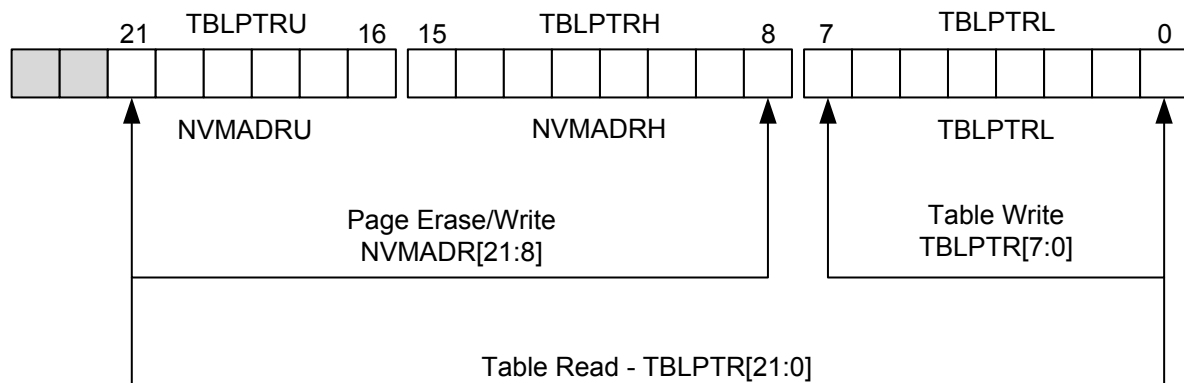 21 TBLPTRU 16 15 TBLPTRH 8 7 TBLPTRL 0
NVMADRU NVMADRH TBLPTRL
Page Erase/Write
NVMADR[21:8]
Table Write
TBLPTR[7:0]
Table Read - TBLPTR[21:0]